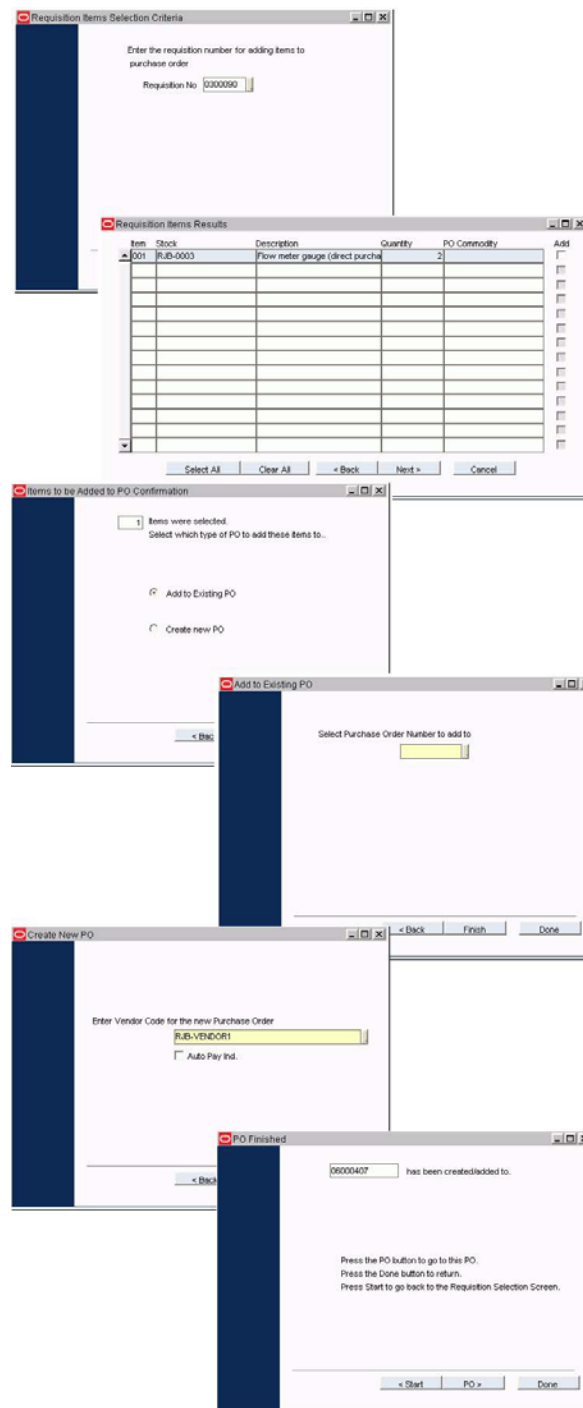 Requisition Items Selection Criteria
Enter the requisition number for adding items to
purchase order
Requisition No 0300090
Requisition Items Results
Item Stock Description Quantity PO Commodity Add
001 RJB-0003 Flow meter gauge (direct purcha 2
Select All Clear All < Back Next > Cancel
Items to be Added to PO Confirmation
1 Items were selected.
Select which type of PO to add these items to..
Add to Existing PO
Create new PO
< Bac
Add to Existing PO
Select Purchase Order Number to add to
< Back Finish Done
Create New PO
Enter Vendor Code for the new Purchase Order
RJB-VENDOR1
Auto Pay Ind.
< Back
PO Finished
06000407 has been created/added to.
Press the PO button to go to this PO.
Press the Done button to return.
Press Start to go back to the Requisition Selection Screen.
< Start PO > Done